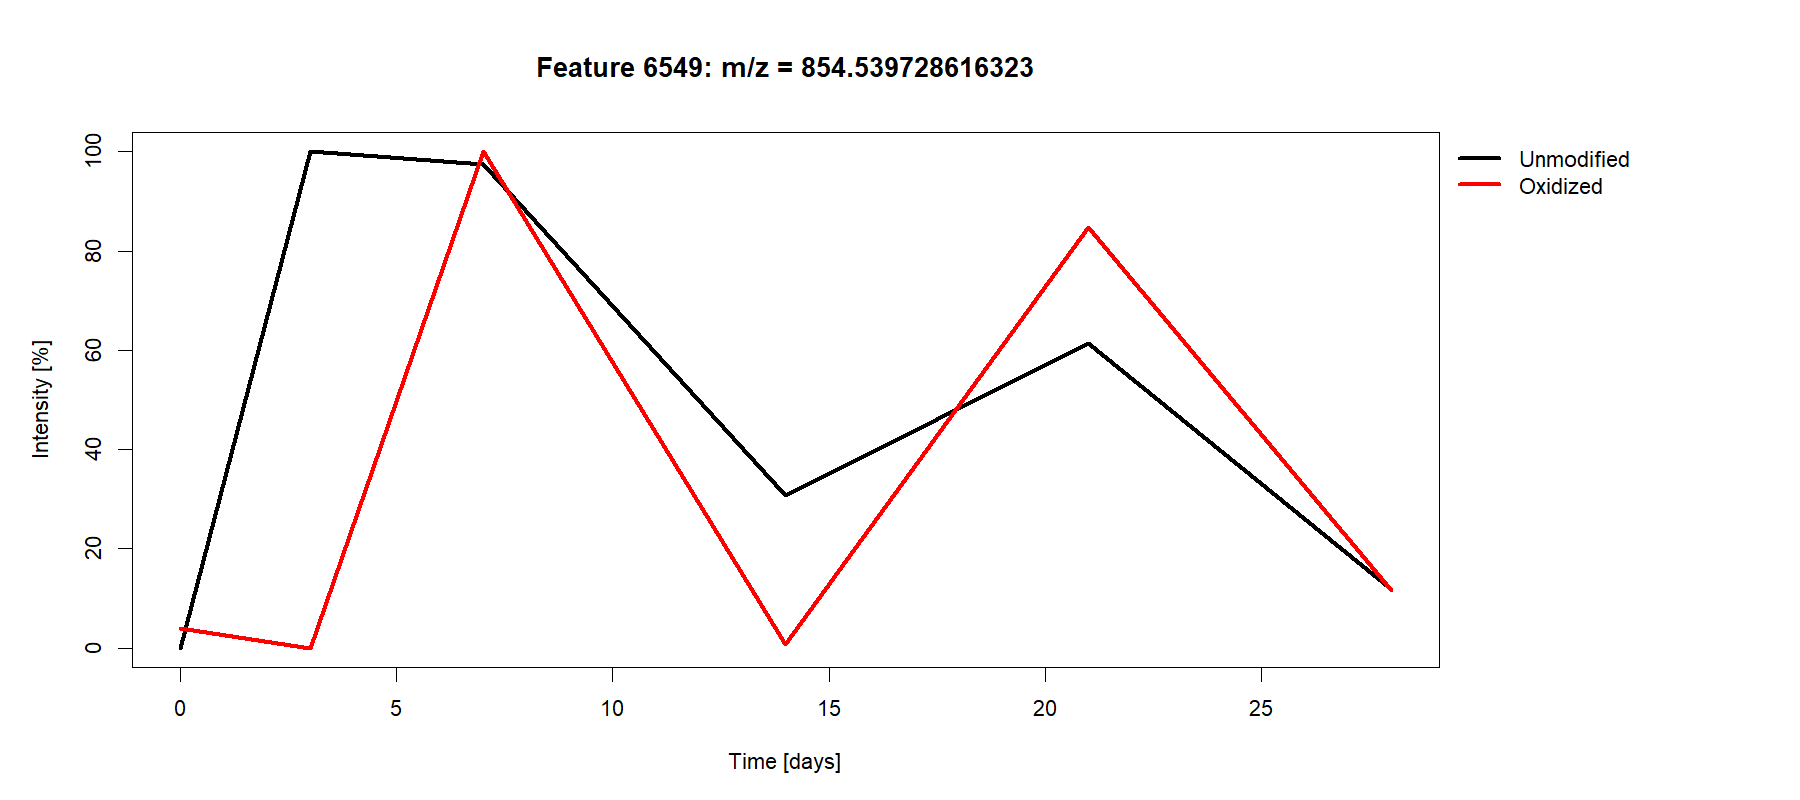 Feature 6549: m/z = 854.539728616323
Unmodified
Oxidized
Intensity [%]
100
80
60
40
20
0
0 5 10 15 20 25
Time [days]